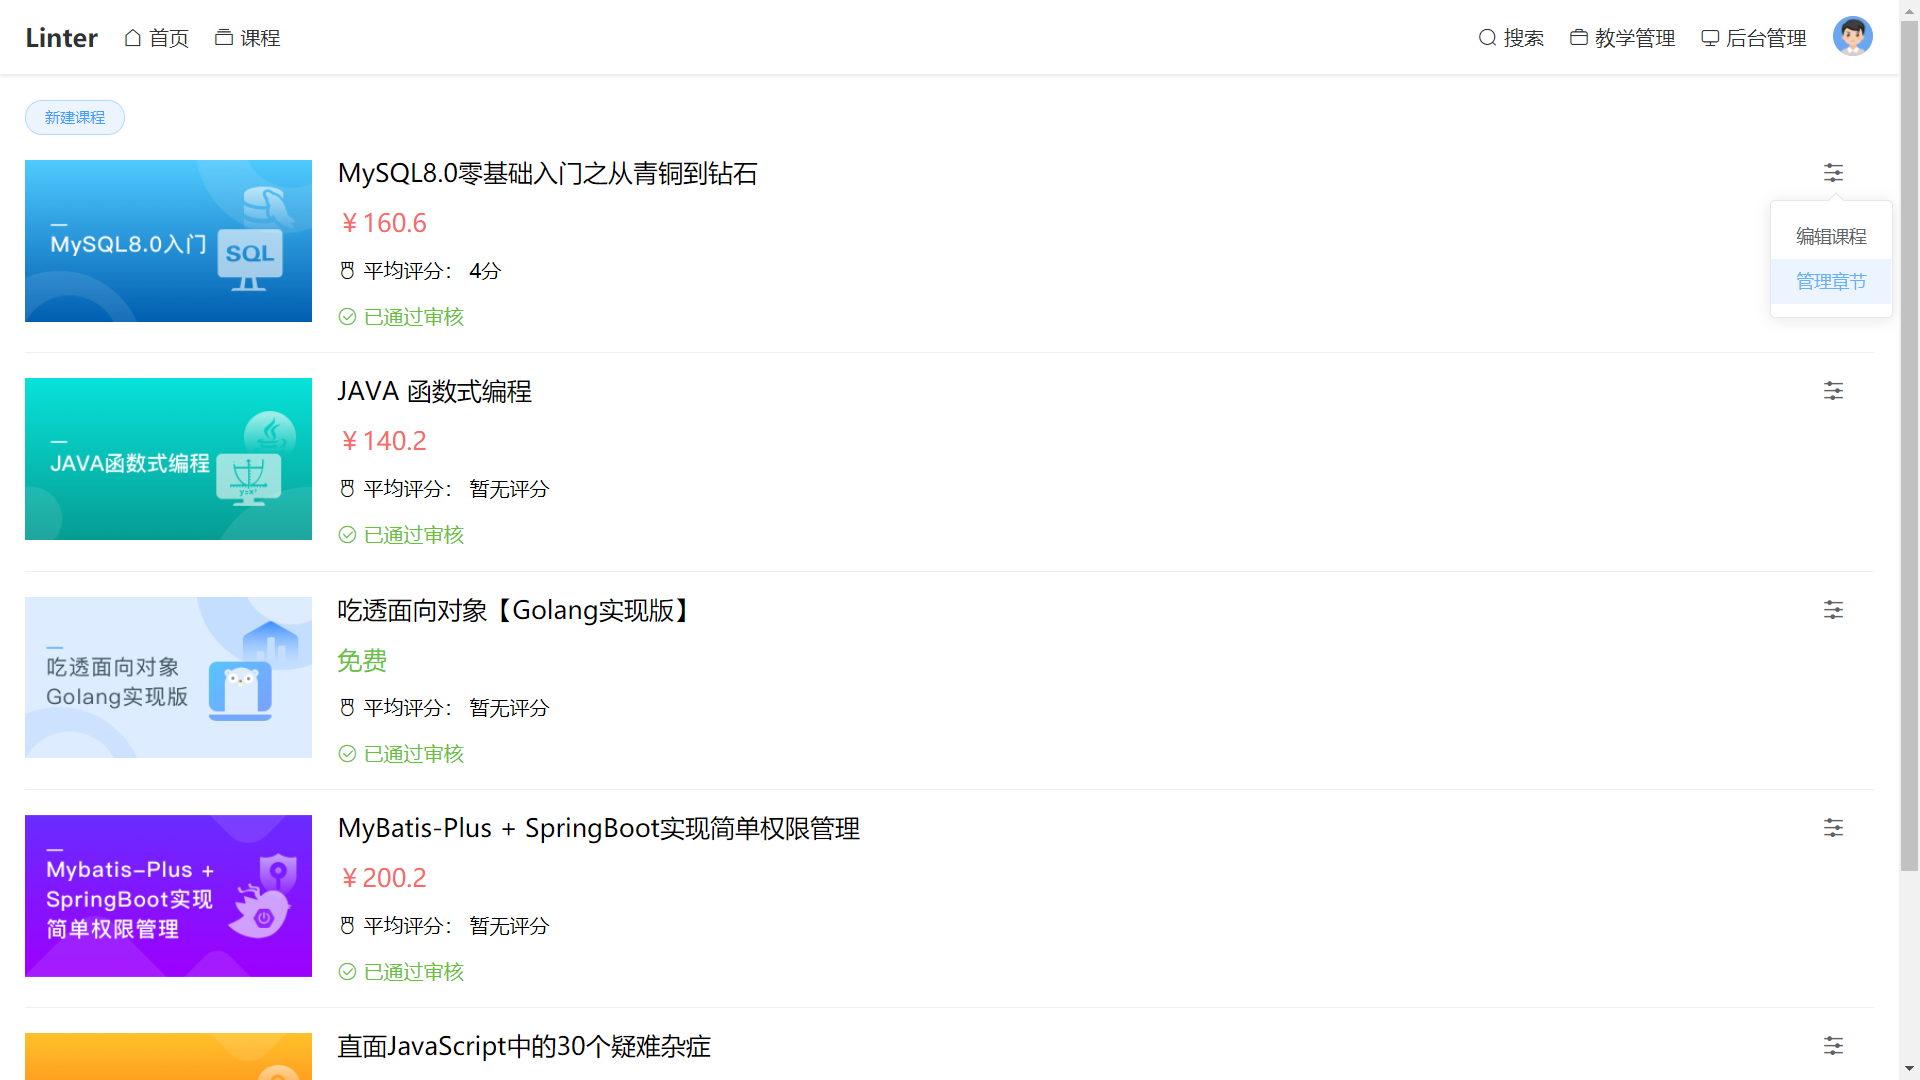 Linter 首页 课程 搜索 教学管理 后台管理
新建课程
MySQL8.0入门
SQL
MySQL8.0零基础入门之从青铜到钻石
￥160.6
平均评分： 4分
已通过审核
编辑课程
管理章节
JAVA函数式编程
y=x²
JAVA 函数式编程
￥140.2
平均评分： 暂无评分
已通过审核
吃透面向对象
Golang实现版
吃透面向对象【Golang实现版】
免费
平均评分： 暂无评分
已通过审核
Mybatis-Plus +
SpringBoot实现
简单权限管理
MyBatis-Plus + SpringBoot实现简单权限管理
￥200.2
平均评分： 暂无评分
已通过审核
直面JavaScript中的30个疑难杂症